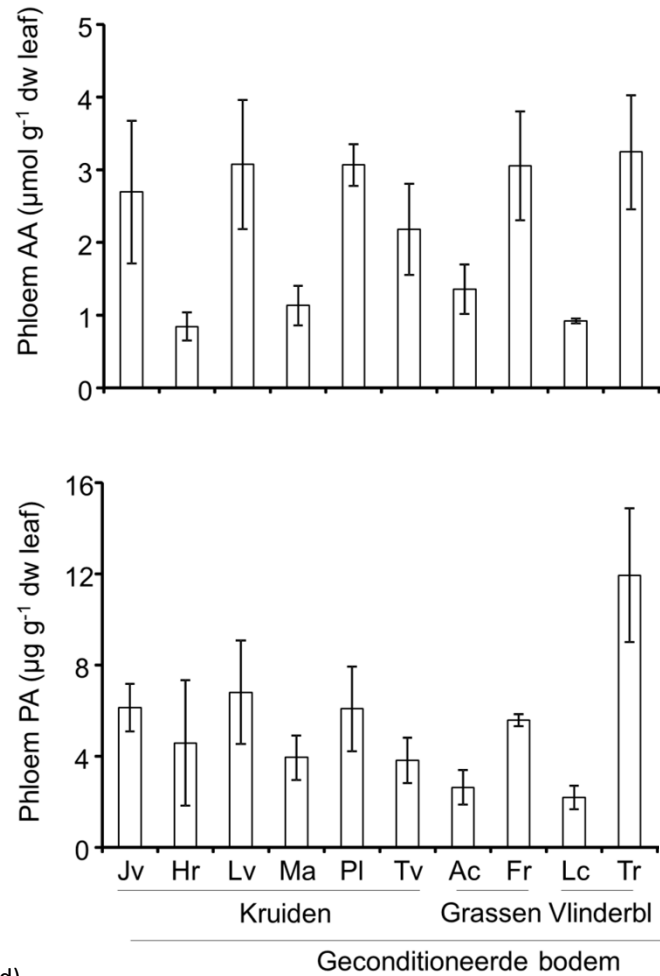 Phloem AA (µmol g⁻¹ dw leaf)
5
4
3
2
1
0
Phloem PA (µg g⁻¹ dw leaf)
16
12
8
4
0
Jv Hr Lv Ma Pl Tv Ac Fr Lc Tr
Kruiden Grassen Vlinderbl
Geconditioneerde bodem
d)